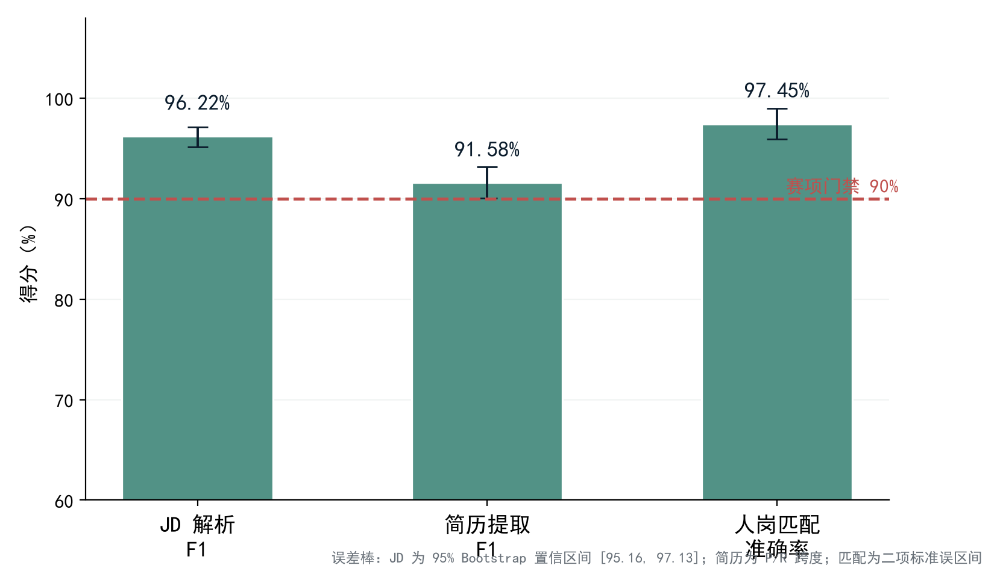 得分 (%)
100
90
80
70
60
96.22%
91.58%
97.45%
赛项门禁 90%
JD 解析
F1
简历提取
F1
人岗匹配
准确率
误差棒: JD 为 95% Bootstrap 置信区间 [95.16, 97.13]; 简历为 P/R 跨度; 匹配为二项标准误区间